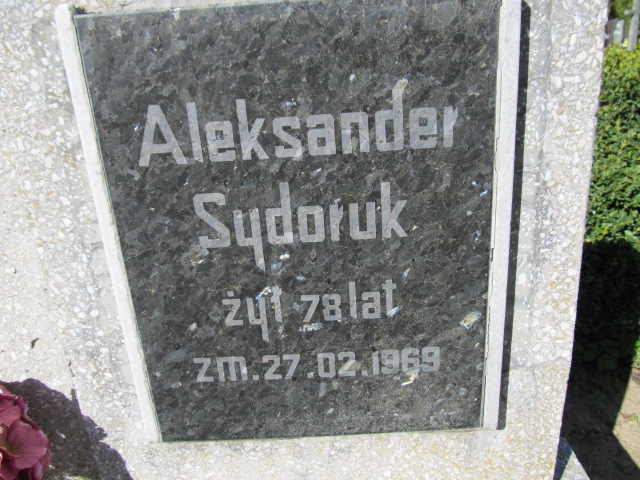 Aleksander
Sydoruk
żył 78 lat
zm. 27.02.1969